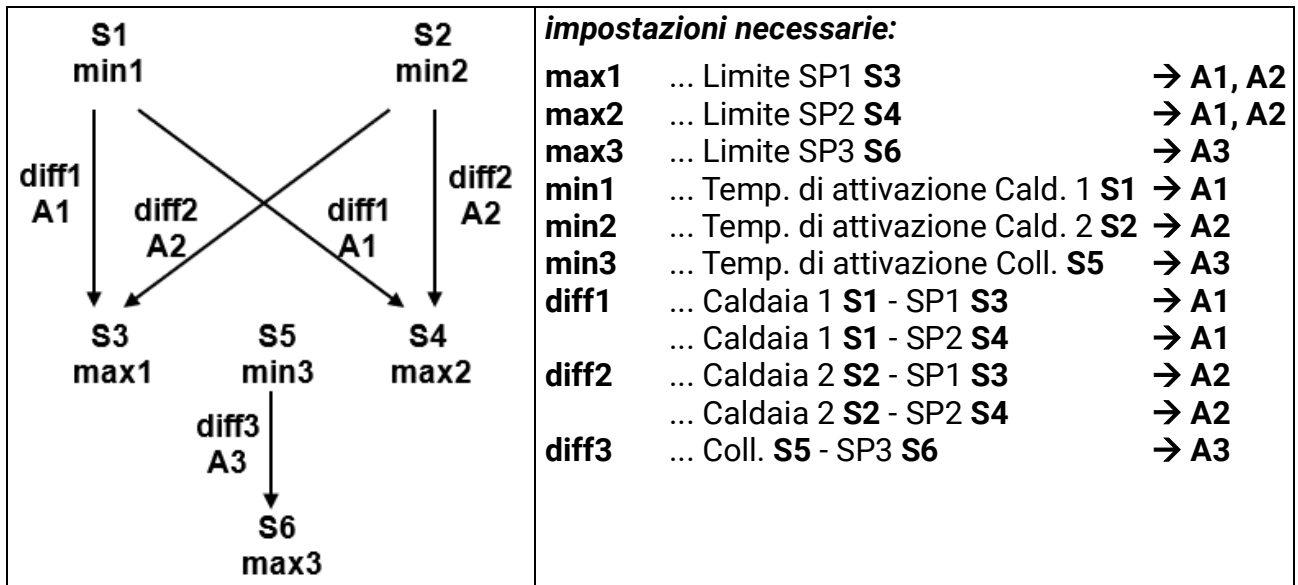 S1
min1
S2
min2
diff1
A1
diff2
A2
diff1
A1
diff2
A2
S3
max1
S5
min3
S4
max2
diff3
A3
S6
max3
impostazioni necessarie:
max1 ... Limite SP1 S3 → A1, A2
max2 ... Limite SP2 S4 → A1, A2
max3 ... Limite SP3 S6 → A3
min1 ... Temp. di attivazione Cald. 1 S1 → A1
min2 ... Temp. di attivazione Cald. 2 S2 → A2
min3 ... Temp. di attivazione Coll. S5 → A3
diff1 ... Caldaia 1 S1 - SP1 S3 → A1
... Caldaia 1 S1 - SP2 S4 → A1
diff2 ... Caldaia 2 S2 - SP1 S3 → A2
... Caldaia 2 S2 - SP2 S4 → A2
diff3 ... Coll. S5 - SP3 S6 → A3